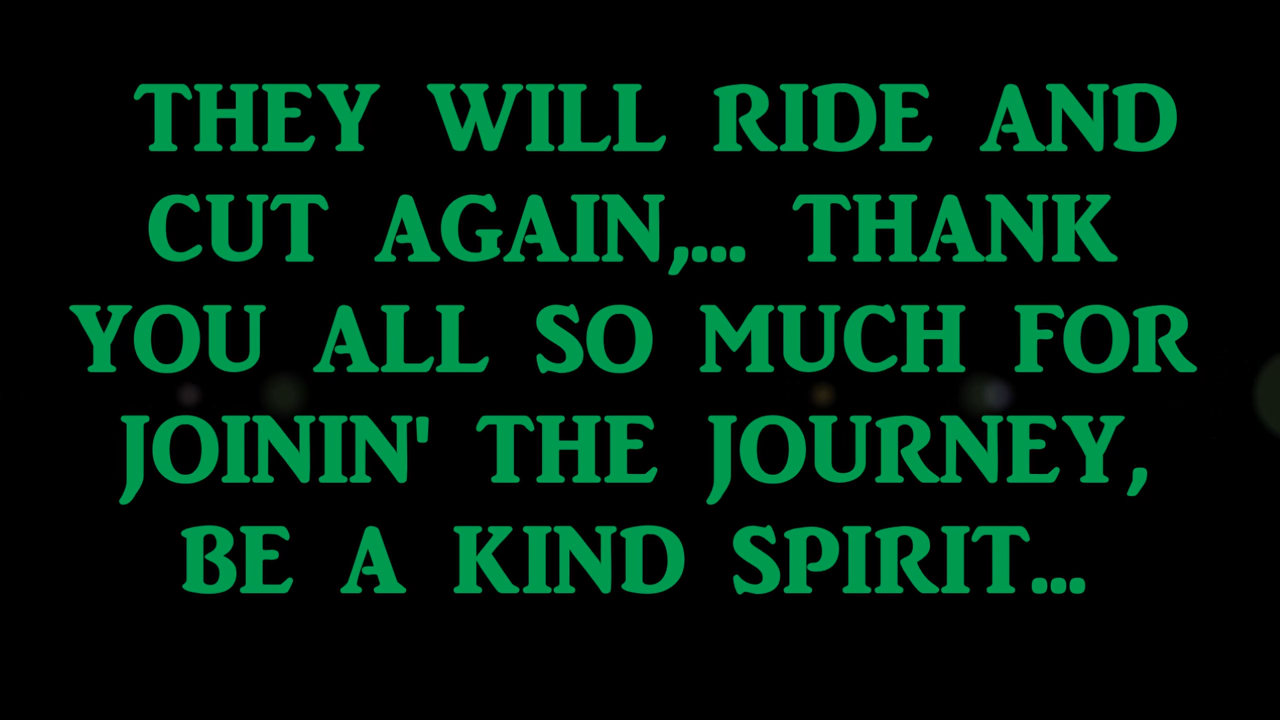 THEY WILL RIDE AND
CUT AGAIN,... THANK
YOU ALL SO MUCH FOR
JOININ' THE JOURNEY,
BE A KIND SPIRIT...